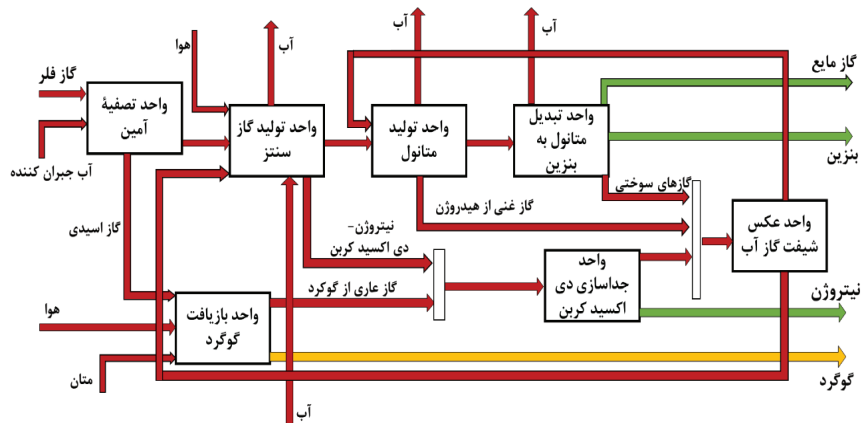 آب
آب
آب
هوا
گاز مایع
گاز فلر
واحد تصفیۀ
آمین
واحد تولید گاز
سنتز
واحد تولید
متانول
واحد تبدیل
متانول به
بنزین
بنزین
آب جبران کننده
گازهای سوختی
گاز غنی از هیدروژن
واحد عکس
شیفت گاز آب
گاز اسیدی
نیتروژن-
دی اکسید کربن
واحد
جداسازی دی
اکسید کربن
نیتروژن
گاز عاری از گوکرد
هوا
واحد بازیافت
گوگرد
گوگرد
متان
آب